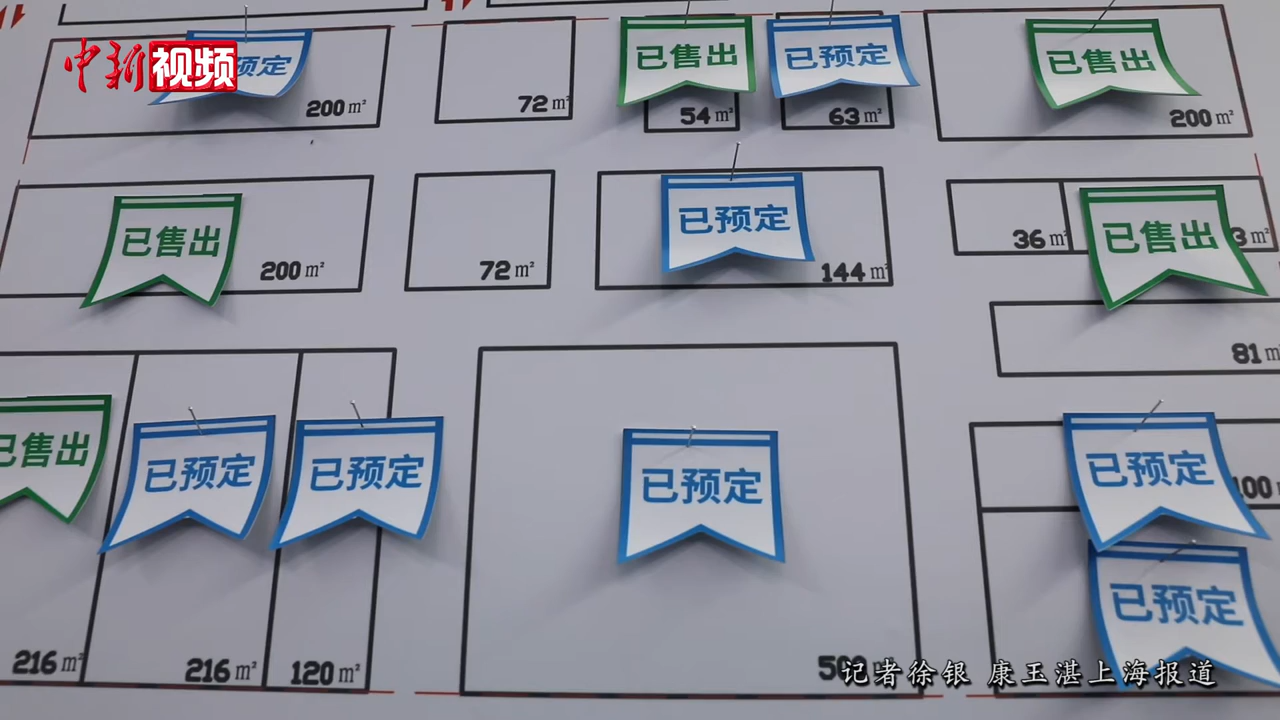 中新视频
预定
200㎡
72㎡
已售出
54㎡
已预定
63㎡
已售出
200㎡
已售出
200㎡
72㎡
已预定
144㎡
36㎡
已售出
3㎡
81㎡
已售出
216㎡
已预定
216㎡
已预定
120㎡
已预定
已预定
100
已预定
记者徐银 康玉湛上海报道